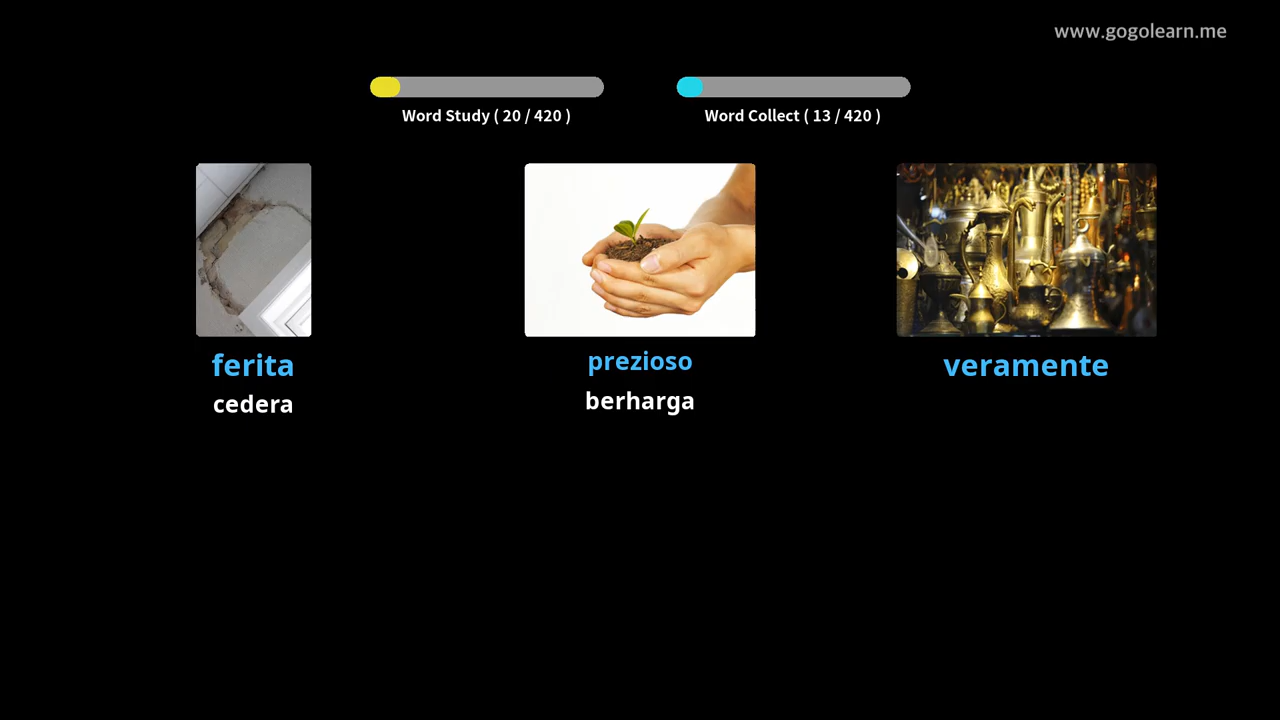 www.gogolearn.me
Word Study ( 20 / 420 )
Word Collect ( 13 / 420 )
ferita
cedera
prezioso
berharga
veramente